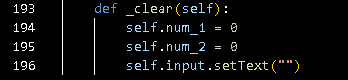 193 def _clear(self):
194 self.num_1 = 0
195 self.num_2 = 0
196 self.input.setText("")